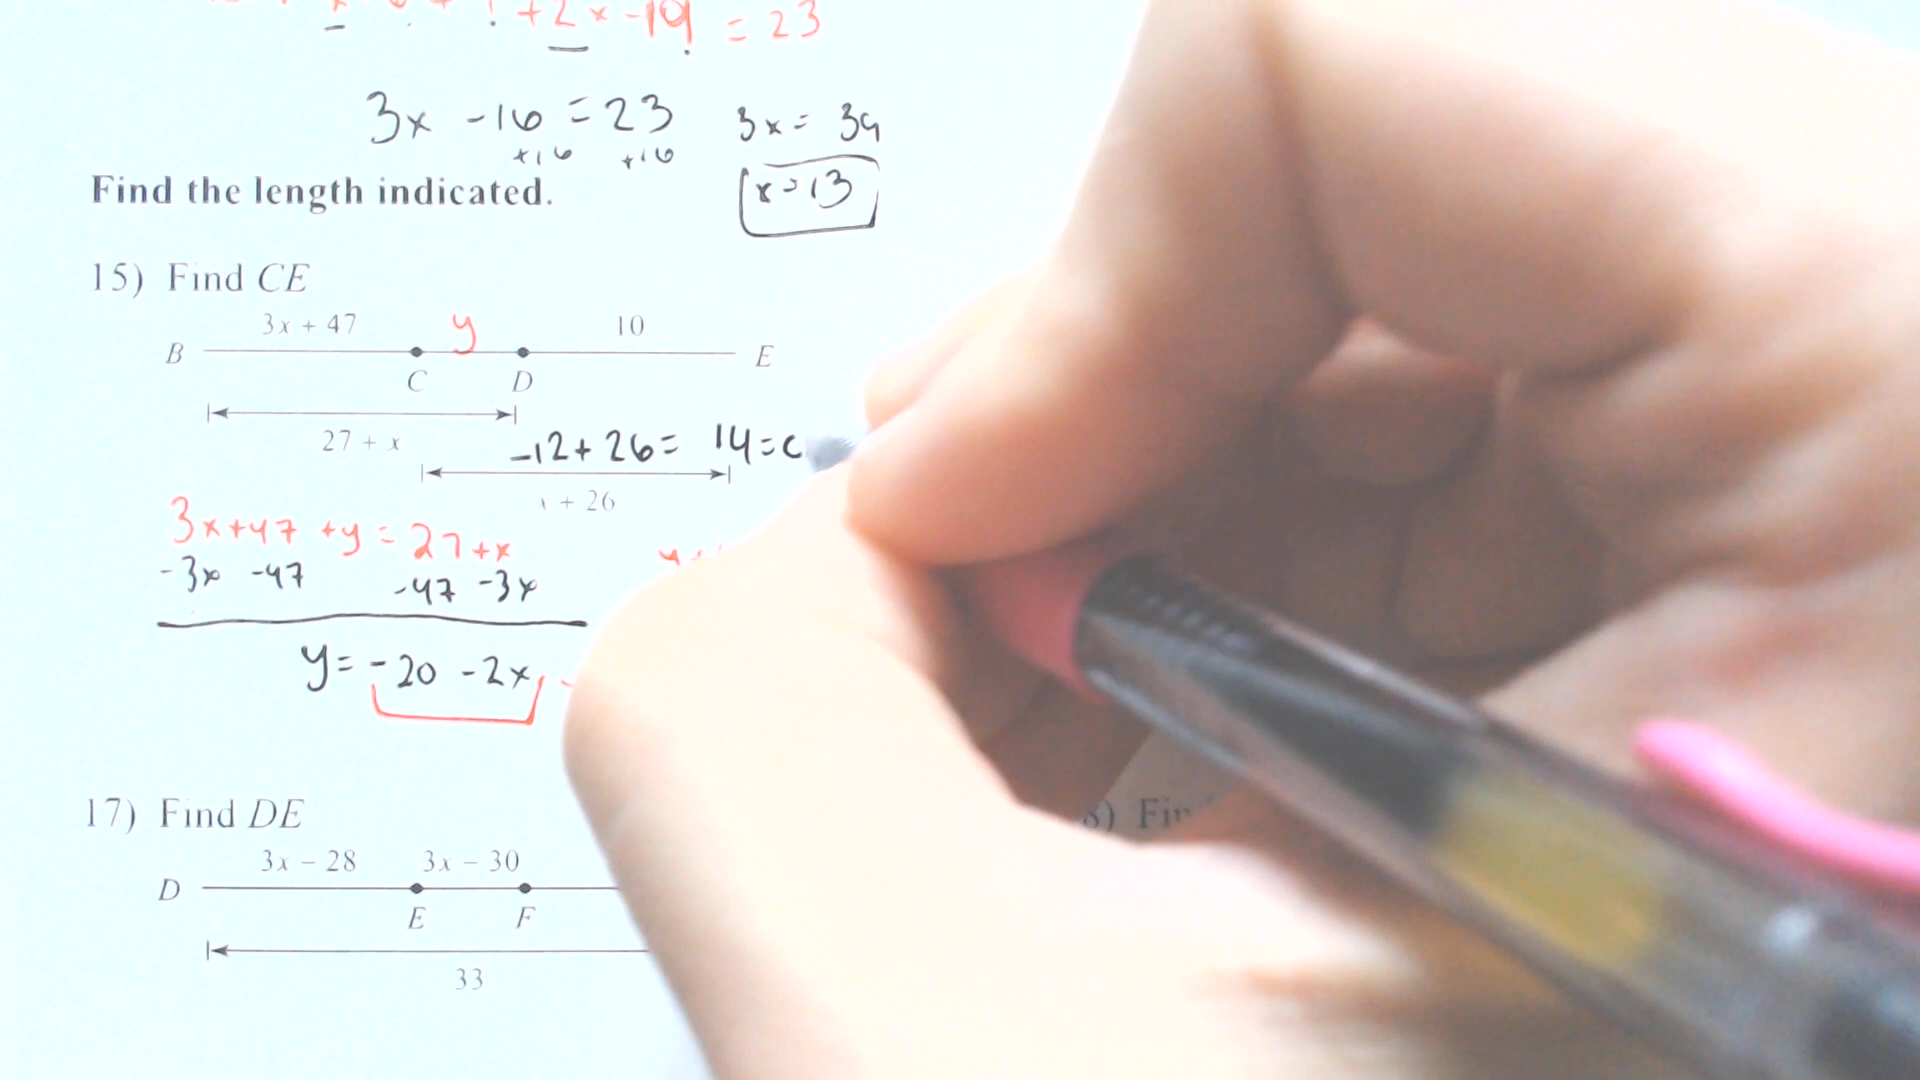 +2x-19 = 23
3x -16 = 23 3x = 39
+16 +16
Find the length indicated. x=13
15) Find CE
3x + 47 y 10
B E
C D
27 + x -12+26= 14=C
+ 26
3x+47 +y = 27+x
-3x -47 -47 -3x
y= -20 -2x
17) Find DE
3x – 28 3x – 30
D
E F
33